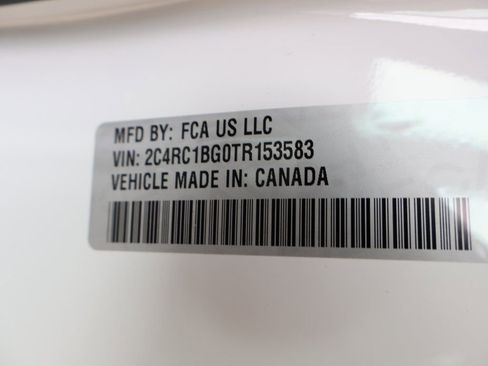 MFD BY: FCA US LLC
VIN: 2C4RC1BG0TR153583
VEHICLE MADE IN: CANADA